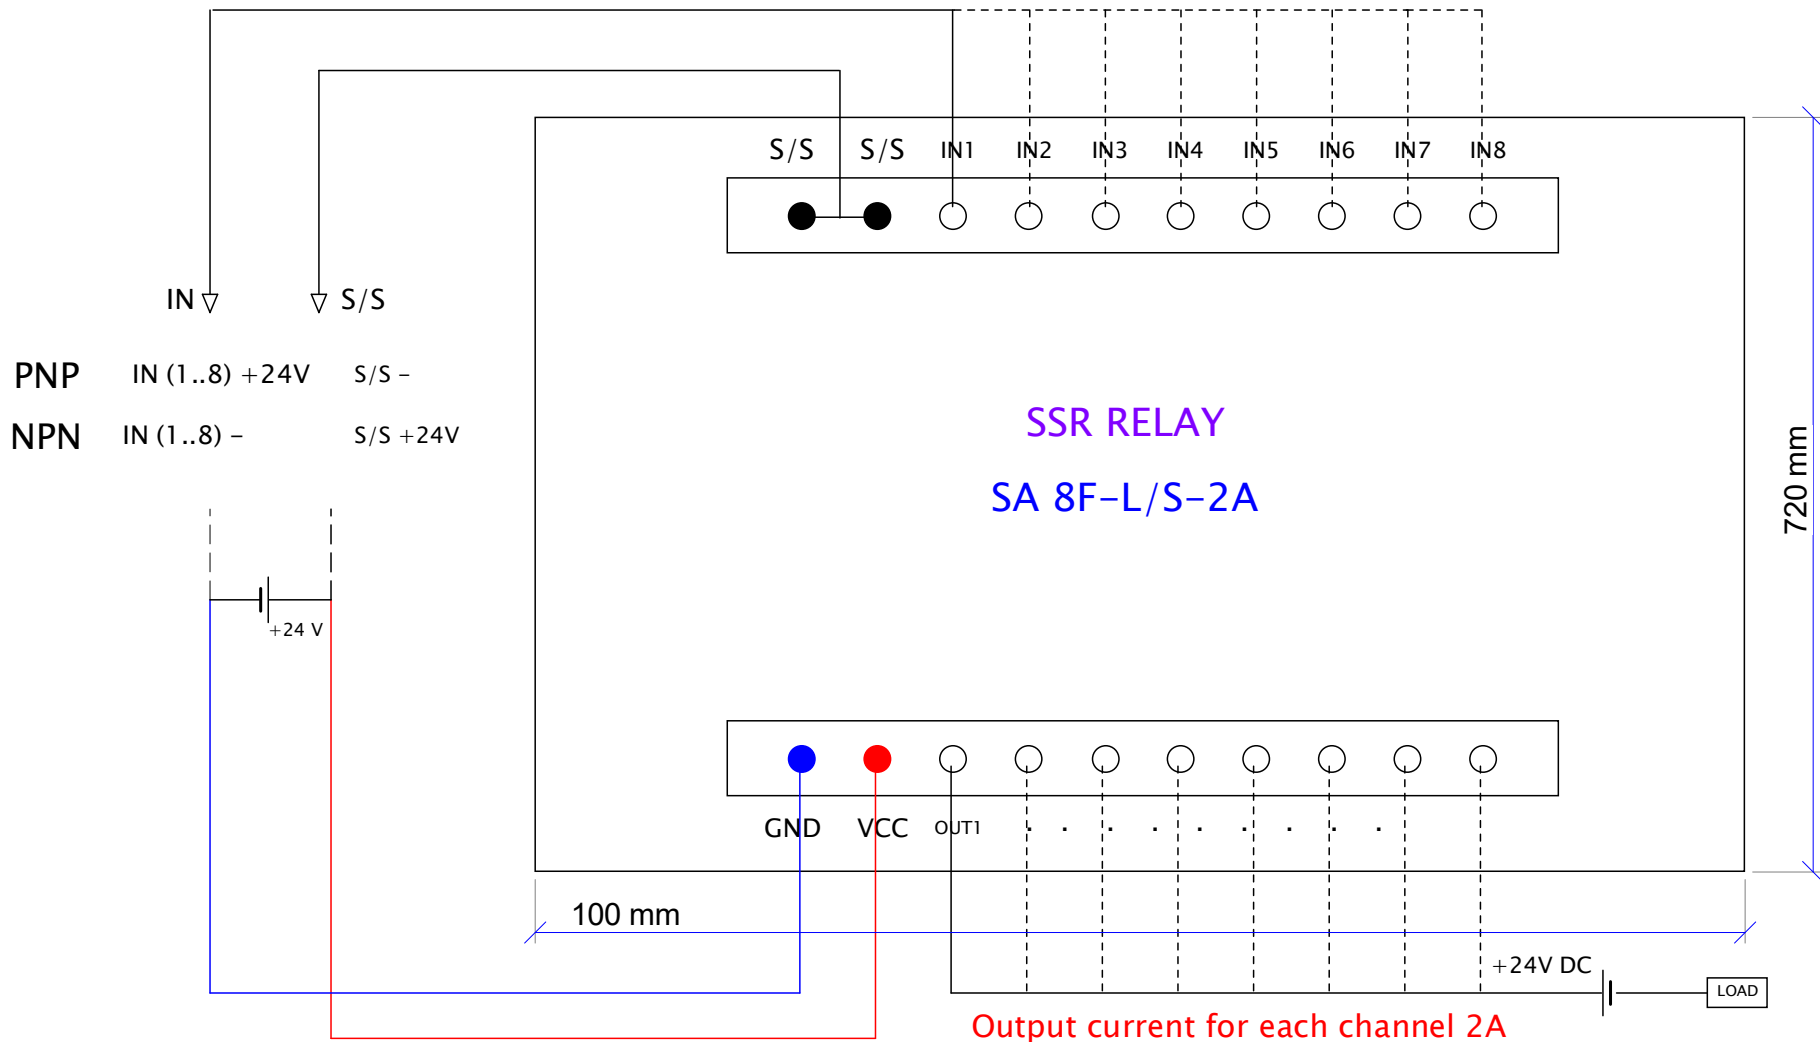 S/S S/S IN1 IN2 IN3 IN4 IN5 IN6 IN7 IN8
IN S/S
PNP IN (1..8) +24V S/S –
NPN IN (1..8) – S/S +24V
SSR RELAY
SA 8F–L/S–2A
720 mm
+24 V
GND VCC OUT1 . . . . . . . . .
100 mm
+24V DC
LOAD
Output current for each channel 2A